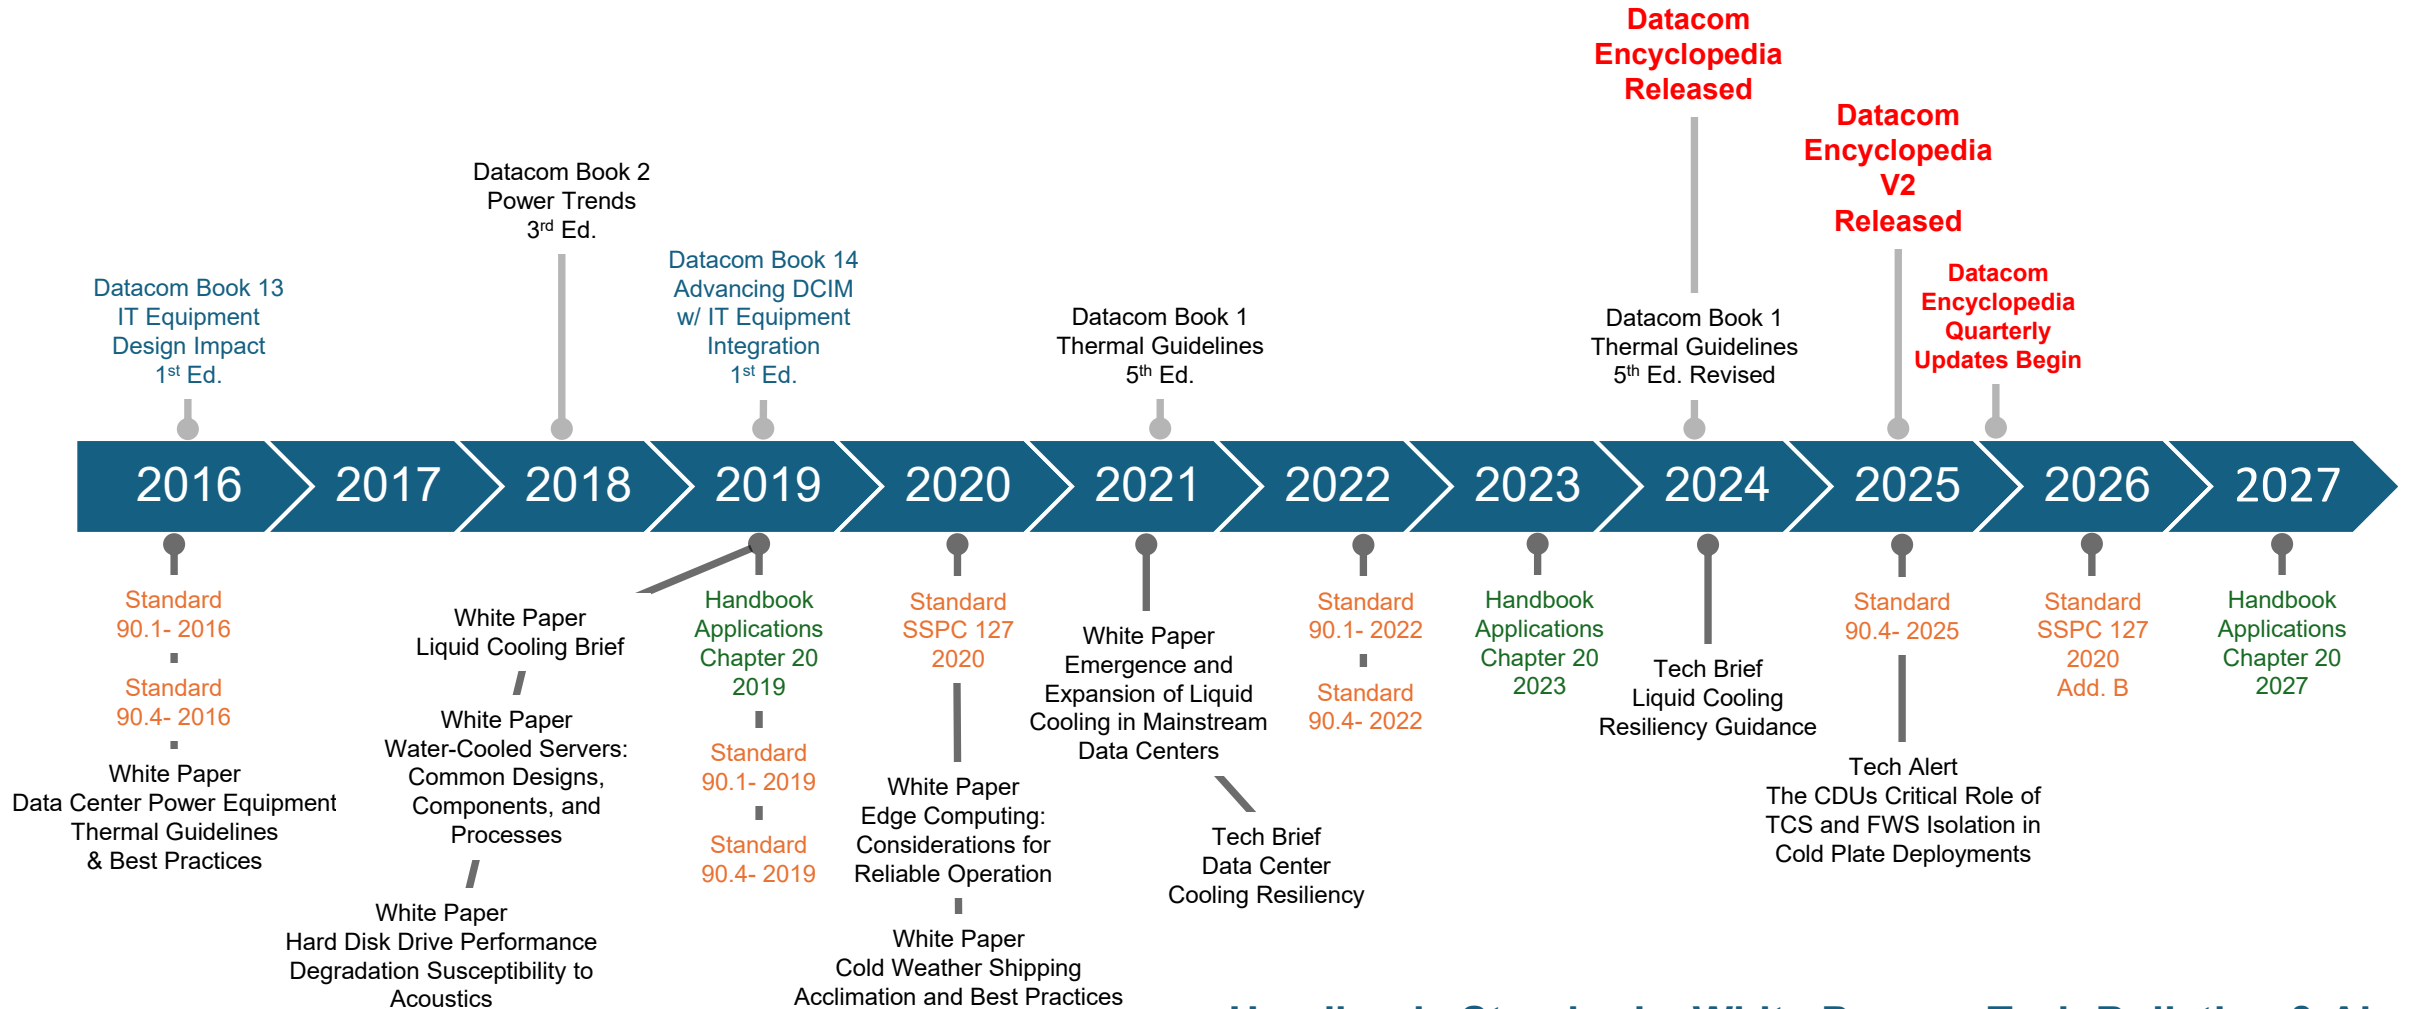 Datacom
Encyclopedia
Released
Datacom
Encyclopedia
V2
Released
Datacom
Encyclopedia
Quarterly
Updates Begin
Datacom Book 13
IT Equipment
Design Impact
1st Ed.
Datacom Book 2
Power Trends
3rd Ed.
Datacom Book 14
Advancing DCIM
w/ IT Equipment
Integration
1st Ed.
Datacom Book 1
Thermal Guidelines
5th Ed.
Datacom Book 1
Thermal Guidelines
5th Ed. Revised
2016 2017 2018 2019 2020 2021 2022 2023 2024 2025 2026 2027
Standard
90.1- 2016
Standard
90.4- 2016
White Paper
Data Center Power Equipment
Thermal Guidelines
& Best Practices
White Paper
Liquid Cooling Brief
White Paper
Water-Cooled Servers:
Common Designs,
Components, and
Processes
White Paper
Hard Disk Drive Performance
Degradation Susceptibility to
Acoustics
Handbook
Applications
Chapter 20
2019
Standard
90.1- 2019
Standard
90.4- 2019
Standard
SSPC 127
2020
White Paper
Edge Computing:
Considerations for
Reliable Operation
White Paper
Cold Weather Shipping
Acclimation and Best Practices
White Paper
Emergence and
Expansion of Liquid
Cooling in Mainstream
Data Centers
Tech Brief
Data Center
Cooling Resiliency
Standard
90.1- 2022
Standard
90.4- 2022
Handbook
Applications
Chapter 20
2023
Tech Brief
Liquid Cooling
Resiliency Guidance
Standard
90.4- 2025
Tech Alert
The CDUs Critical Role of
TCS and FWS Isolation in
Cold Plate Deployments
Standard
SSPC 127
2020
Add. B
Handbook
Applications
Chapter 20
2027